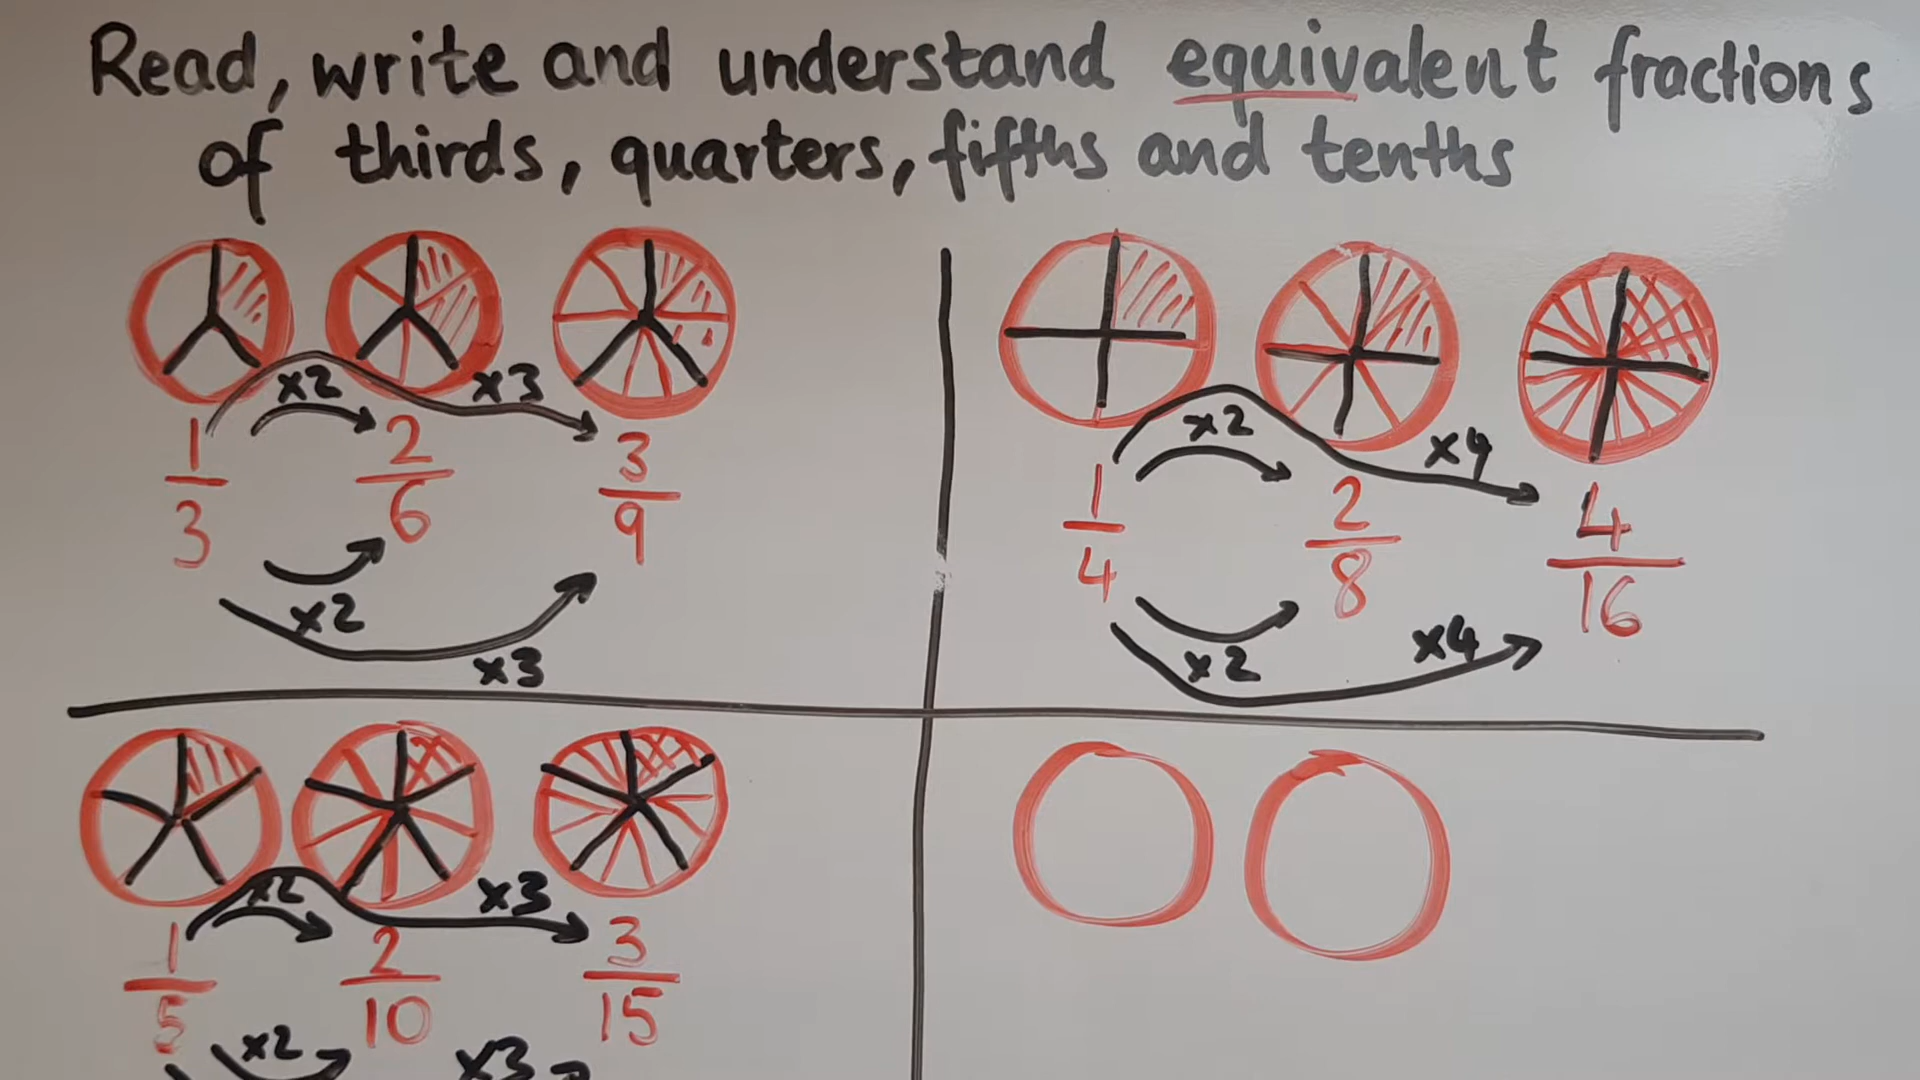 Read, write and understand equivalent fractions
of thirds, quarters, fifths and tenths
x2 x3
1/3 2/6 3/9
x2
x3
x2 x4
1/4 2/8 4/16
x2 x4
x2 x3
1/5 2/10 3/15
x2 x3